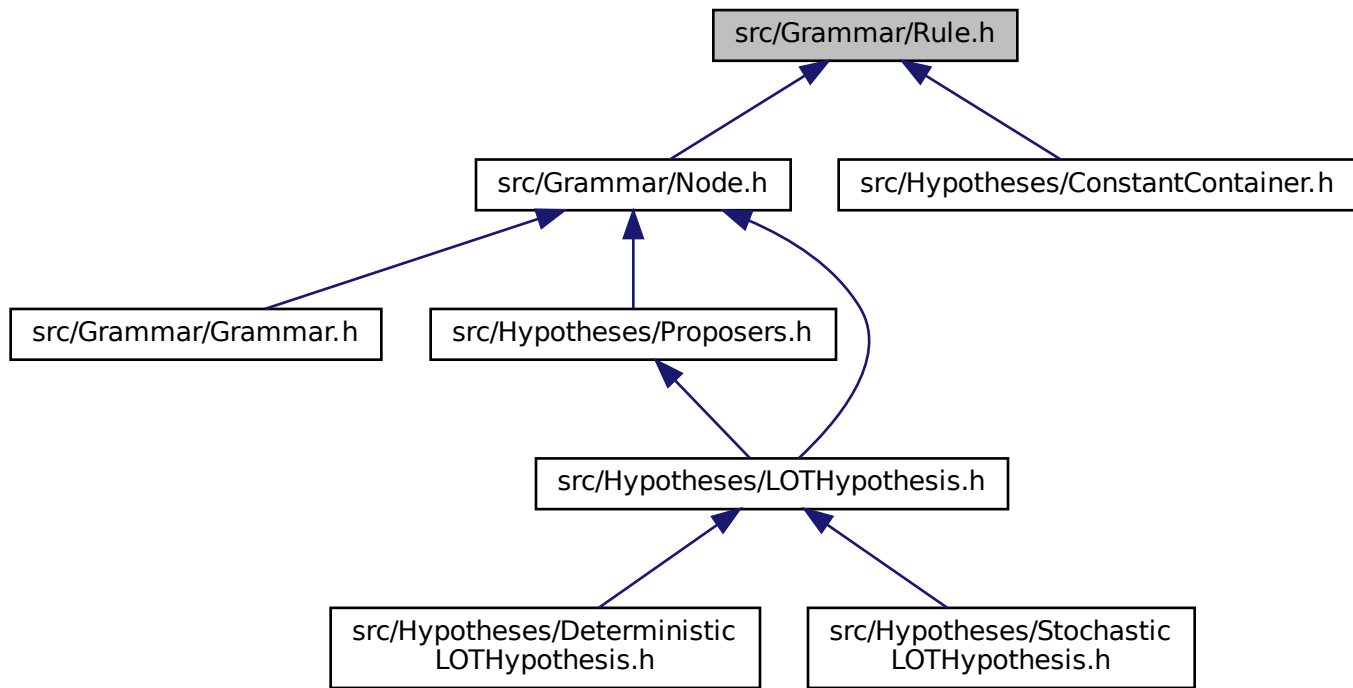 src/Grammar/Rule.h
src/Grammar/Node.h
src/Hypotheses/ConstantContainer.h
src/Grammar/Grammar.h
src/Hypotheses/Proposers.h
src/Hypotheses/LOTHypothesis.h
src/Hypotheses/Deterministic
LOTHypothesis.h
src/Hypotheses/Stochastic
LOTHypothesis.h